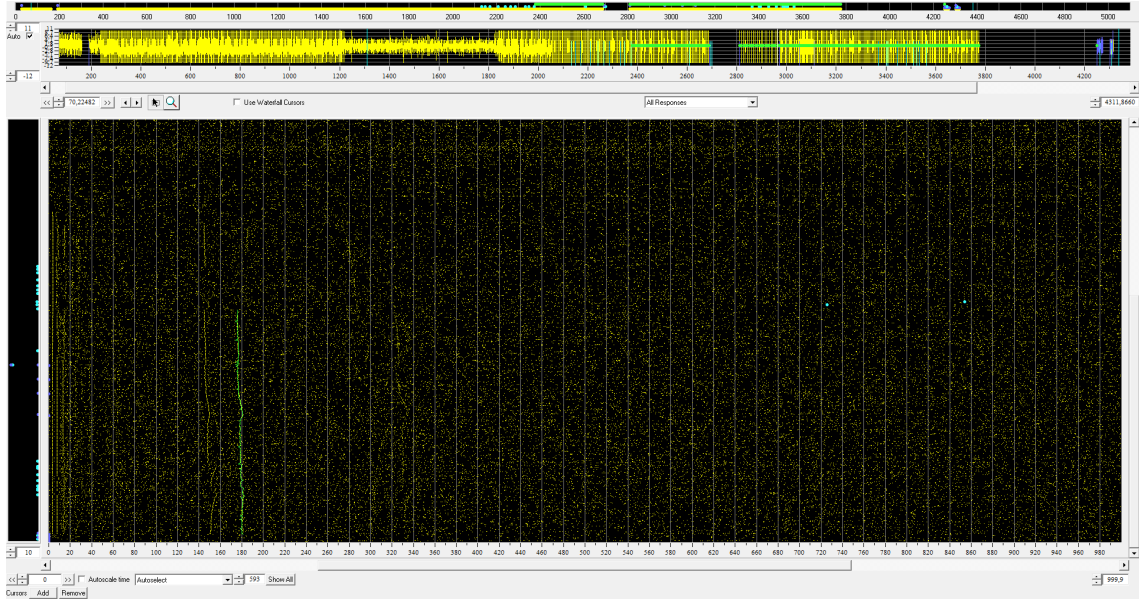 0 200 400 600 800 1000 1200 1400 1600 1800 2000 2200 2400 2600 2800 3000 3200 3400 3600 3800 4000 4200 4400 4600 4800 5000
11
Auto
-12
200 400 600 800 1000 1200 1400 1600 1800 2000 2200 2400 2600 2800 3000 3200 3400 3600 3800 4000 4200
<< 70,22482 >> Use Waterfall Cursors All Responses 4311,8660
10 0 20 40 60 80 100 120 140 160 180 200 220 240 260 280 300 320 340 360 380 400 420 440 460 480 500 520 540 560 580 600 620 640 660 680 700 720 740 760 780 800 820 840 860 880 900 920 940 960 980
<< 0 >> Autoscale time Autoselect 593 Show All 999,9
Cursors Add Remove